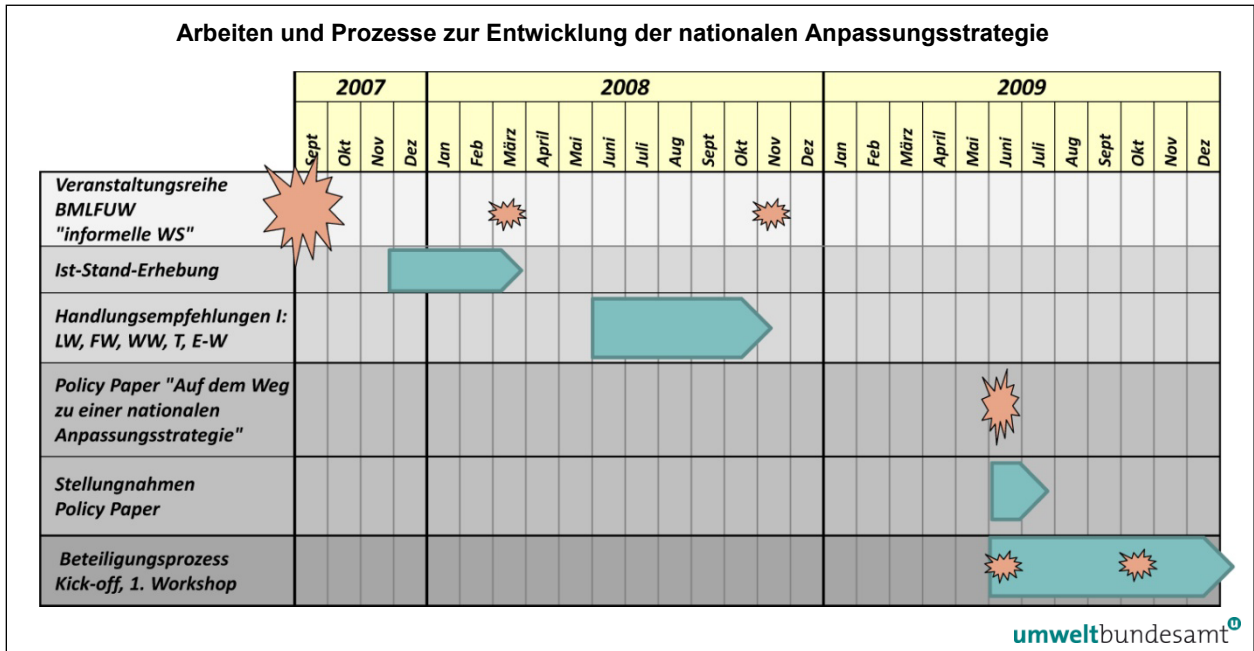 Arbeiten und Prozesse zur Entwicklung der nationalen Anpassungsstrategie
2007 2008 2009
Sept Okt Nov Dez Jan Feb März April Mai Juni Juli Aug Sept Okt Nov Dez Jan Feb März April Mai Juni Juli Aug Sept Okt Nov Dez
Veranstaltungsreihe
BMLFUW
"informelle WS"
Ist-Stand-Erhebung
Handlungsempfehlungen I:
LW, FW, WW, T, E-W
Policy Paper "Auf dem Weg
zu einer nationalen
Anpassungsstrategie"
Stellungnahmen
Policy Paper
Beteiligungsprozess
Kick-off, 1. Workshop
umweltbundesamt